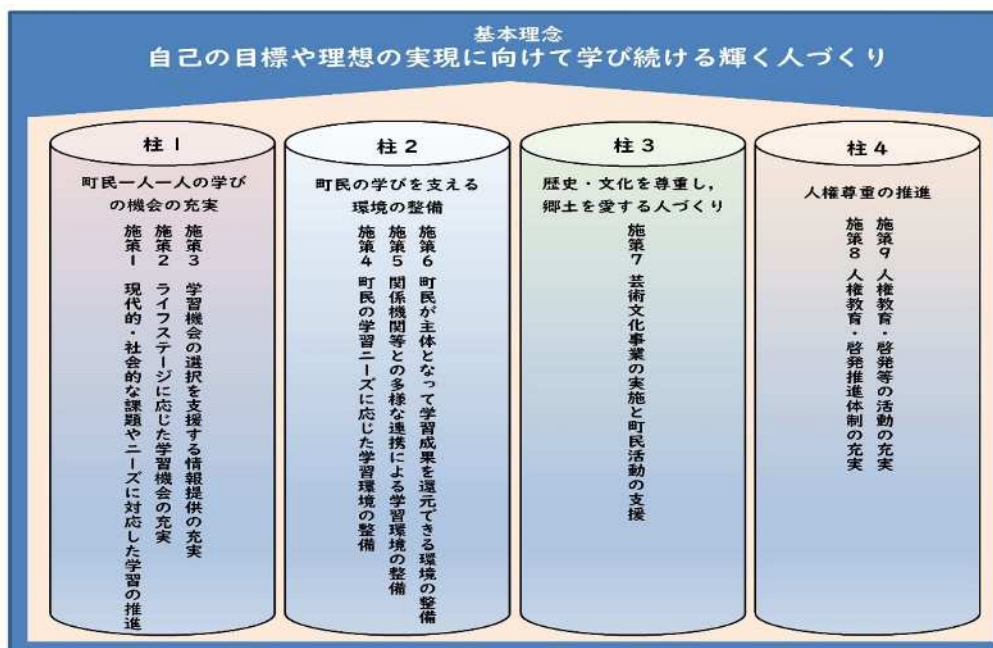 基本理念
自己の目標や理想の実現に向けて学び続ける輝く人づくり
柱1
町民一人一人の学び
の機会の充実
施策1 現代的・社会的な課題やニーズに対応した学習の推進
施策2 ライフステージに応じた学習機会の充実
施策3 学習機会の選択を支援する情報提供の充実
柱2
町民の学びを支える
環境の整備
施策4 町民の学習ニーズに応じた学習環境の整備
施策5 関係機関等との多様な連携による学習環境の整備
施策6 町民が主体となって学習成果を還元できる環境の整備
柱3
歴史・文化を尊重し,
郷土を愛する人づくり
施策7 芸術文化事業の実施と町民活動の支援
柱4
人権尊重の推進
施策8 人権教育・啓発推進体制の充実
施策9 人権教育・啓発等の活動の充実